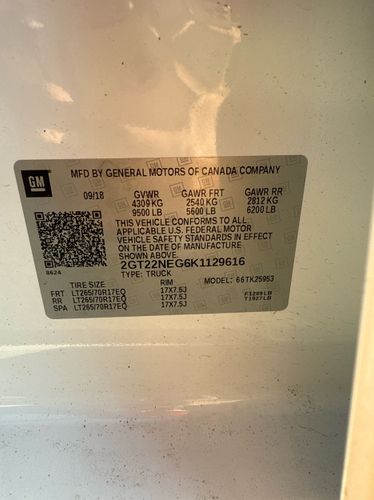 GM
MFD BY GENERAL MOTORS OF CANADA COMPANY
09/18 GVWR GAWR FRT GAWR RR
4309 KG 2540 KG 2812 KG
9500 LB 5600 LB 6200 LB
THIS VEHICLE CONFORMS TO ALL
APPLICABLE U.S. FEDERAL MOTOR
VEHICLE SAFETY STANDARDS IN EFFECT
ON THE DATE OF MANUFACTURE
SHOWN ABOVE
8624
2GT22NEG6K1129616
TYPE: TRUCK MODEL: 66TK25953
TIRE SIZE RIM
FRT LT265/70R17EQ 17X7.5J F1289LB
RR LT265/70R17EQ 17X7.5J T1927LB
SPA LT265/70R17EQ 17X7.5J